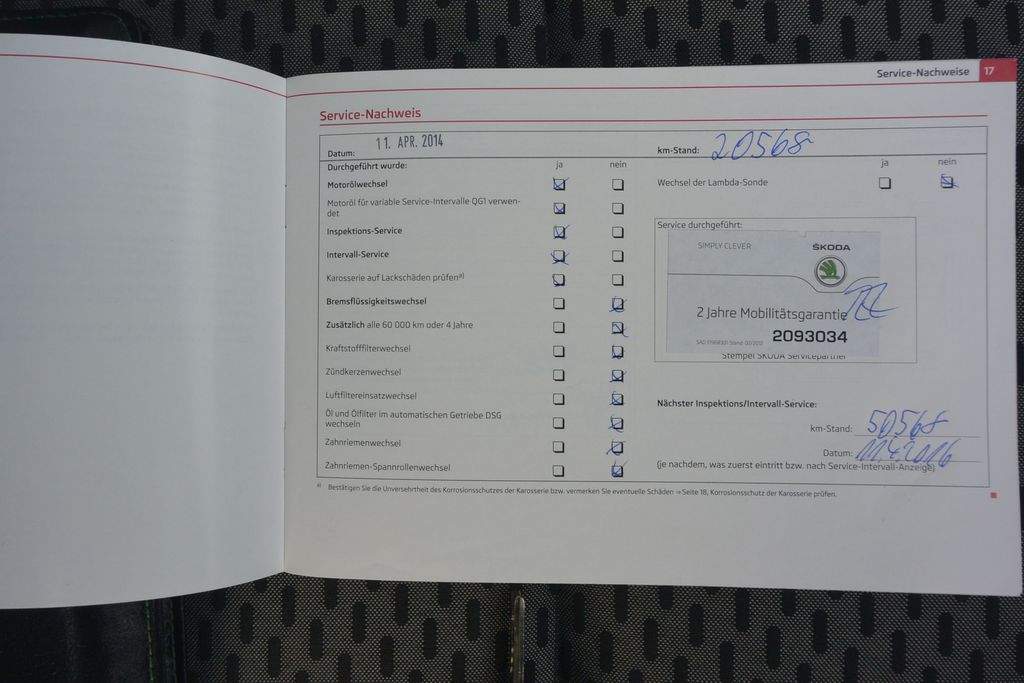 Service-Nachweise 17
Service-Nachweis
Datum: 11. APR. 2014 km-Stand: 20568
Durchgeführt wurde: ja nein ja nein
Motorölwechsel Wechsel der Lambda-Sonde
Motoröl für variable Service-Intervalle QG1 verwen-
det
Inspektions-Service
Intervall-Service
Karosserie auf Lackschäden prüfen a)
Bremsflüssigkeitswechsel
Zusätzlich alle 60 000 km oder 4 Jahre
Kraftstofffilterwechsel
Zündkerzenwechsel
Luftfiltereinsatzwechsel
Öl und Ölfilter im automatischen Getriebe DSG
wechseln
Zahnriemenwechsel
Zahnriemen-Spannrollenwechsel
Service durchgeführt:
SIMPLY CLEVER ŠKODA
2 Jahre Mobilitätsgarantie
2093034
Stempel ŠKODA Servicepartner
Nächster Inspektions/Intervall-Service:
km-Stand: 50568
Datum: 11.4.2016
(je nachdem, was zuerst eintritt bzw. nach Service-Intervall-Anzeige)
a) Bestätigen Sie die Unversehrtheit des Korrosionsschutzes der Karosserie bzw. vermerken Sie eventuelle Schäden ⇒ Seite 18, Korrosionsschutz der Karosserie prüfen.